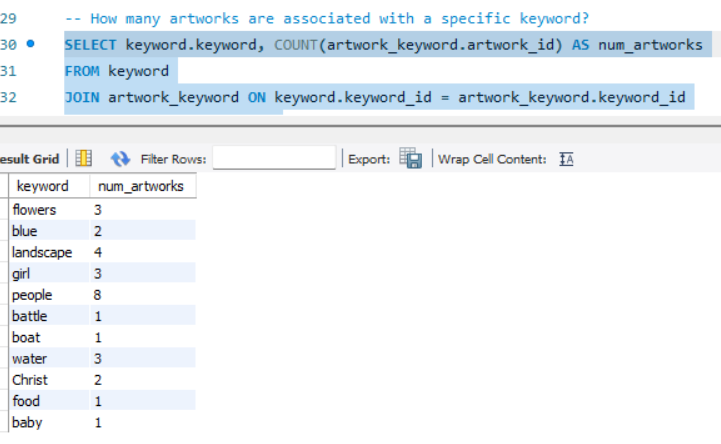 29 -- How many artworks are associated with a specific keyword?
30 SELECT keyword.keyword, COUNT(artwork_keyword.artwork_id) AS num_artworks
31 FROM keyword
32 JOIN artwork_keyword ON keyword.keyword_id = artwork_keyword.keyword_id
esult Grid Filter Rows: Export: Wrap Cell Content: IA
keyword num_artworks
flowers 3
blue 2
landscape 4
girl 3
people 8
battle 1
boat 1
water 3
Christ 2
food 1
baby 1